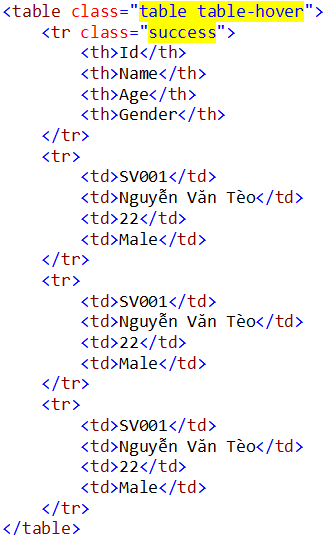 <table class="table table-hover">
    <tr class="success">
        <th>Id</th>
        <th>Name</th>
        <th>Age</th>
        <th>Gender</th>
    </tr>
    <tr>
        <td>SV001</td>
        <td>Nguyễn Văn Tèo</td>
        <td>22</td>
        <td>Male</td>
    </tr>
    <tr>
        <td>SV001</td>
        <td>Nguyễn Văn Tèo</td>
        <td>22</td>
        <td>Male</td>
    </tr>
    <tr>
        <td>SV001</td>
        <td>Nguyễn Văn Tèo</td>
        <td>22</td>
        <td>Male</td>
    </tr>
</table>